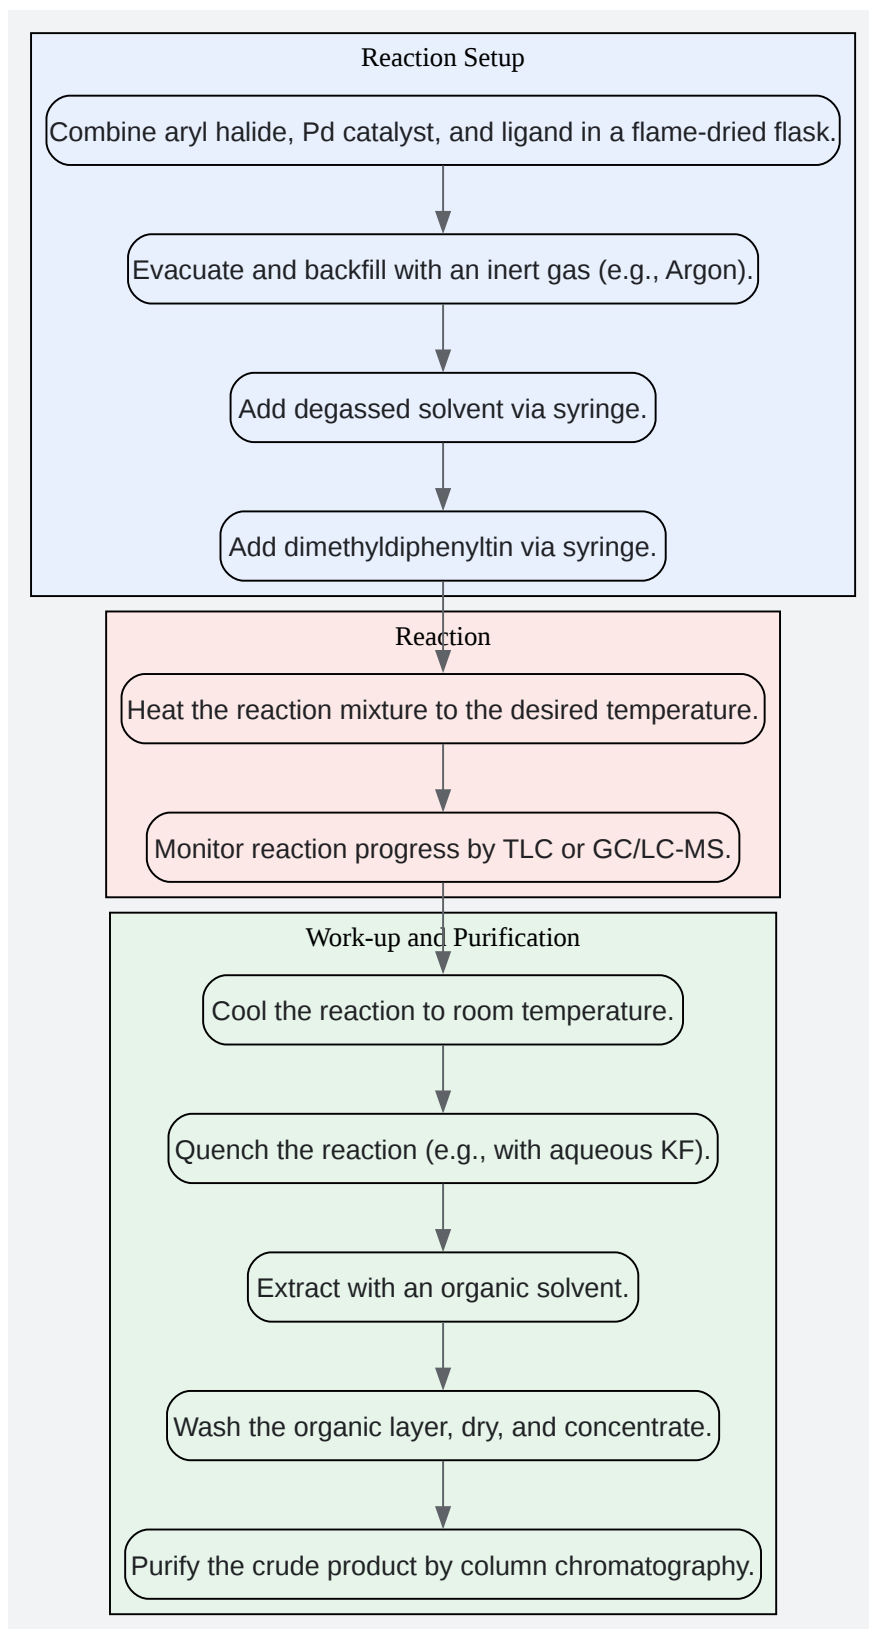 Reaction Setup
Combine aryl halide, Pd catalyst, and ligand in a flame-dried flask.
Evacuate and backfill with an inert gas (e.g., Argon).
Add degassed solvent via syringe.
Add dimethyldiphenyltin via syringe.
Reaction
Heat the reaction mixture to the desired temperature.
Monitor reaction progress by TLC or GC/LC-MS.
Work-up and Purification
Cool the reaction to room temperature.
Quench the reaction (e.g., with aqueous KF).
Extract with an organic solvent.
Wash the organic layer, dry, and concentrate.
Purify the crude product by column chromatography.